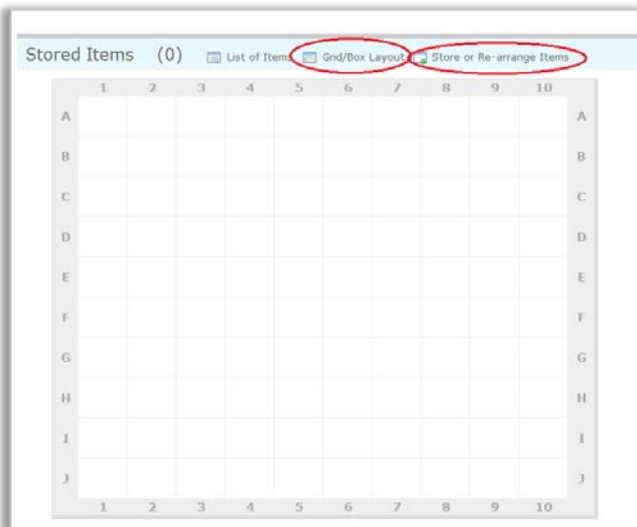 Stored Items (0) List of Items Grid/Box Layout Store or Re-arrange Items
1 2 3 4 5 6 7 8 9 10
A A
B B
C C
D D
E E
F F
G G
H H
I I
J J
1 2 3 4 5 6 7 8 9 10